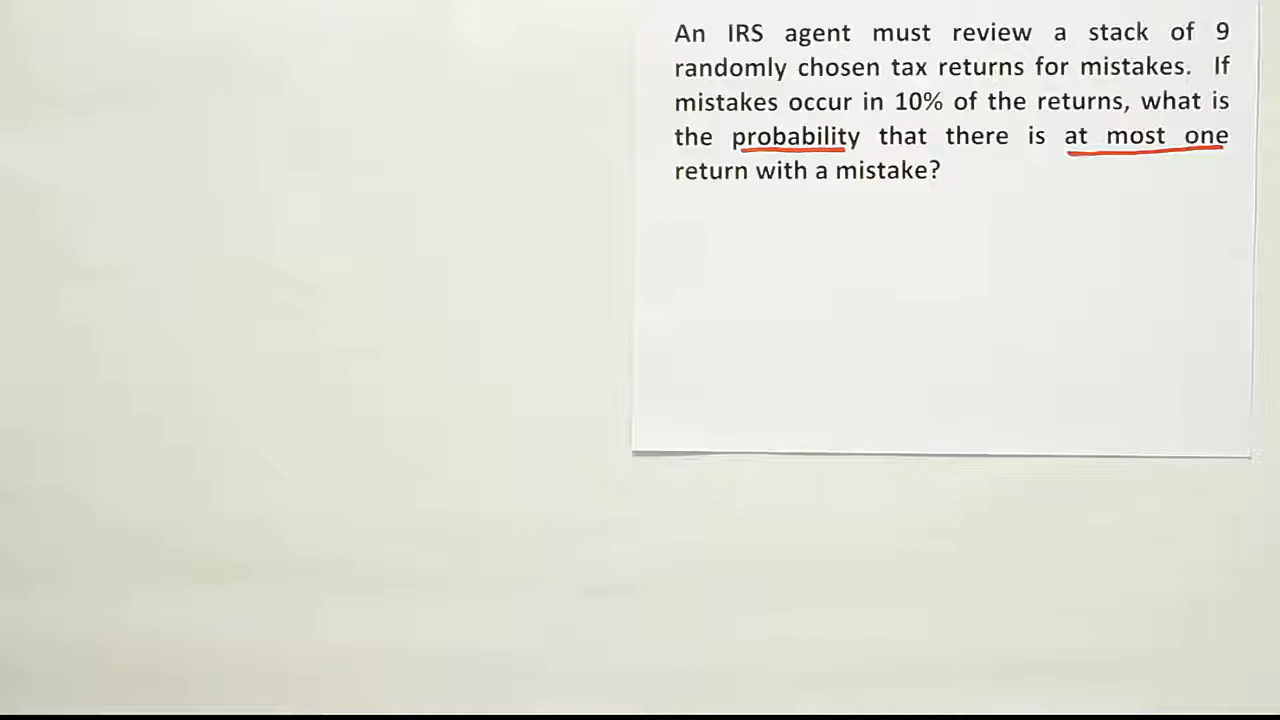 An IRS agent must review a stack of 9
randomly chosen tax returns for mistakes. If
mistakes occur in 10% of the returns, what is
the probability that there is at most one
return with a mistake?